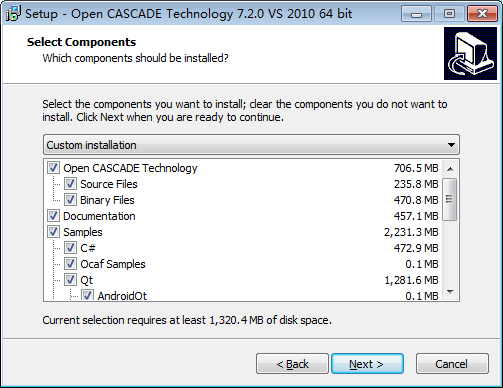 Setup - Open CASCADE Technology 7.2.0 VS 2010 64 bit
Select Components
Which components should be installed?
Select the components you want to install; clear the components you do not want to
install. Click Next when you are ready to continue.
Custom installation
Open CASCADE Technology 706.5 MB
Source Files 235.8 MB
Binary Files 470.8 MB
Documentation 457.1 MB
Samples 2,231.3 MB
C# 472.9 MB
Ocaf Samples 0.1 MB
Qt 1,281.6 MB
AndroidQt 0.1 MB
Current selection requires at least 1,320.4 MB of disk space.
< Back Next > Cancel